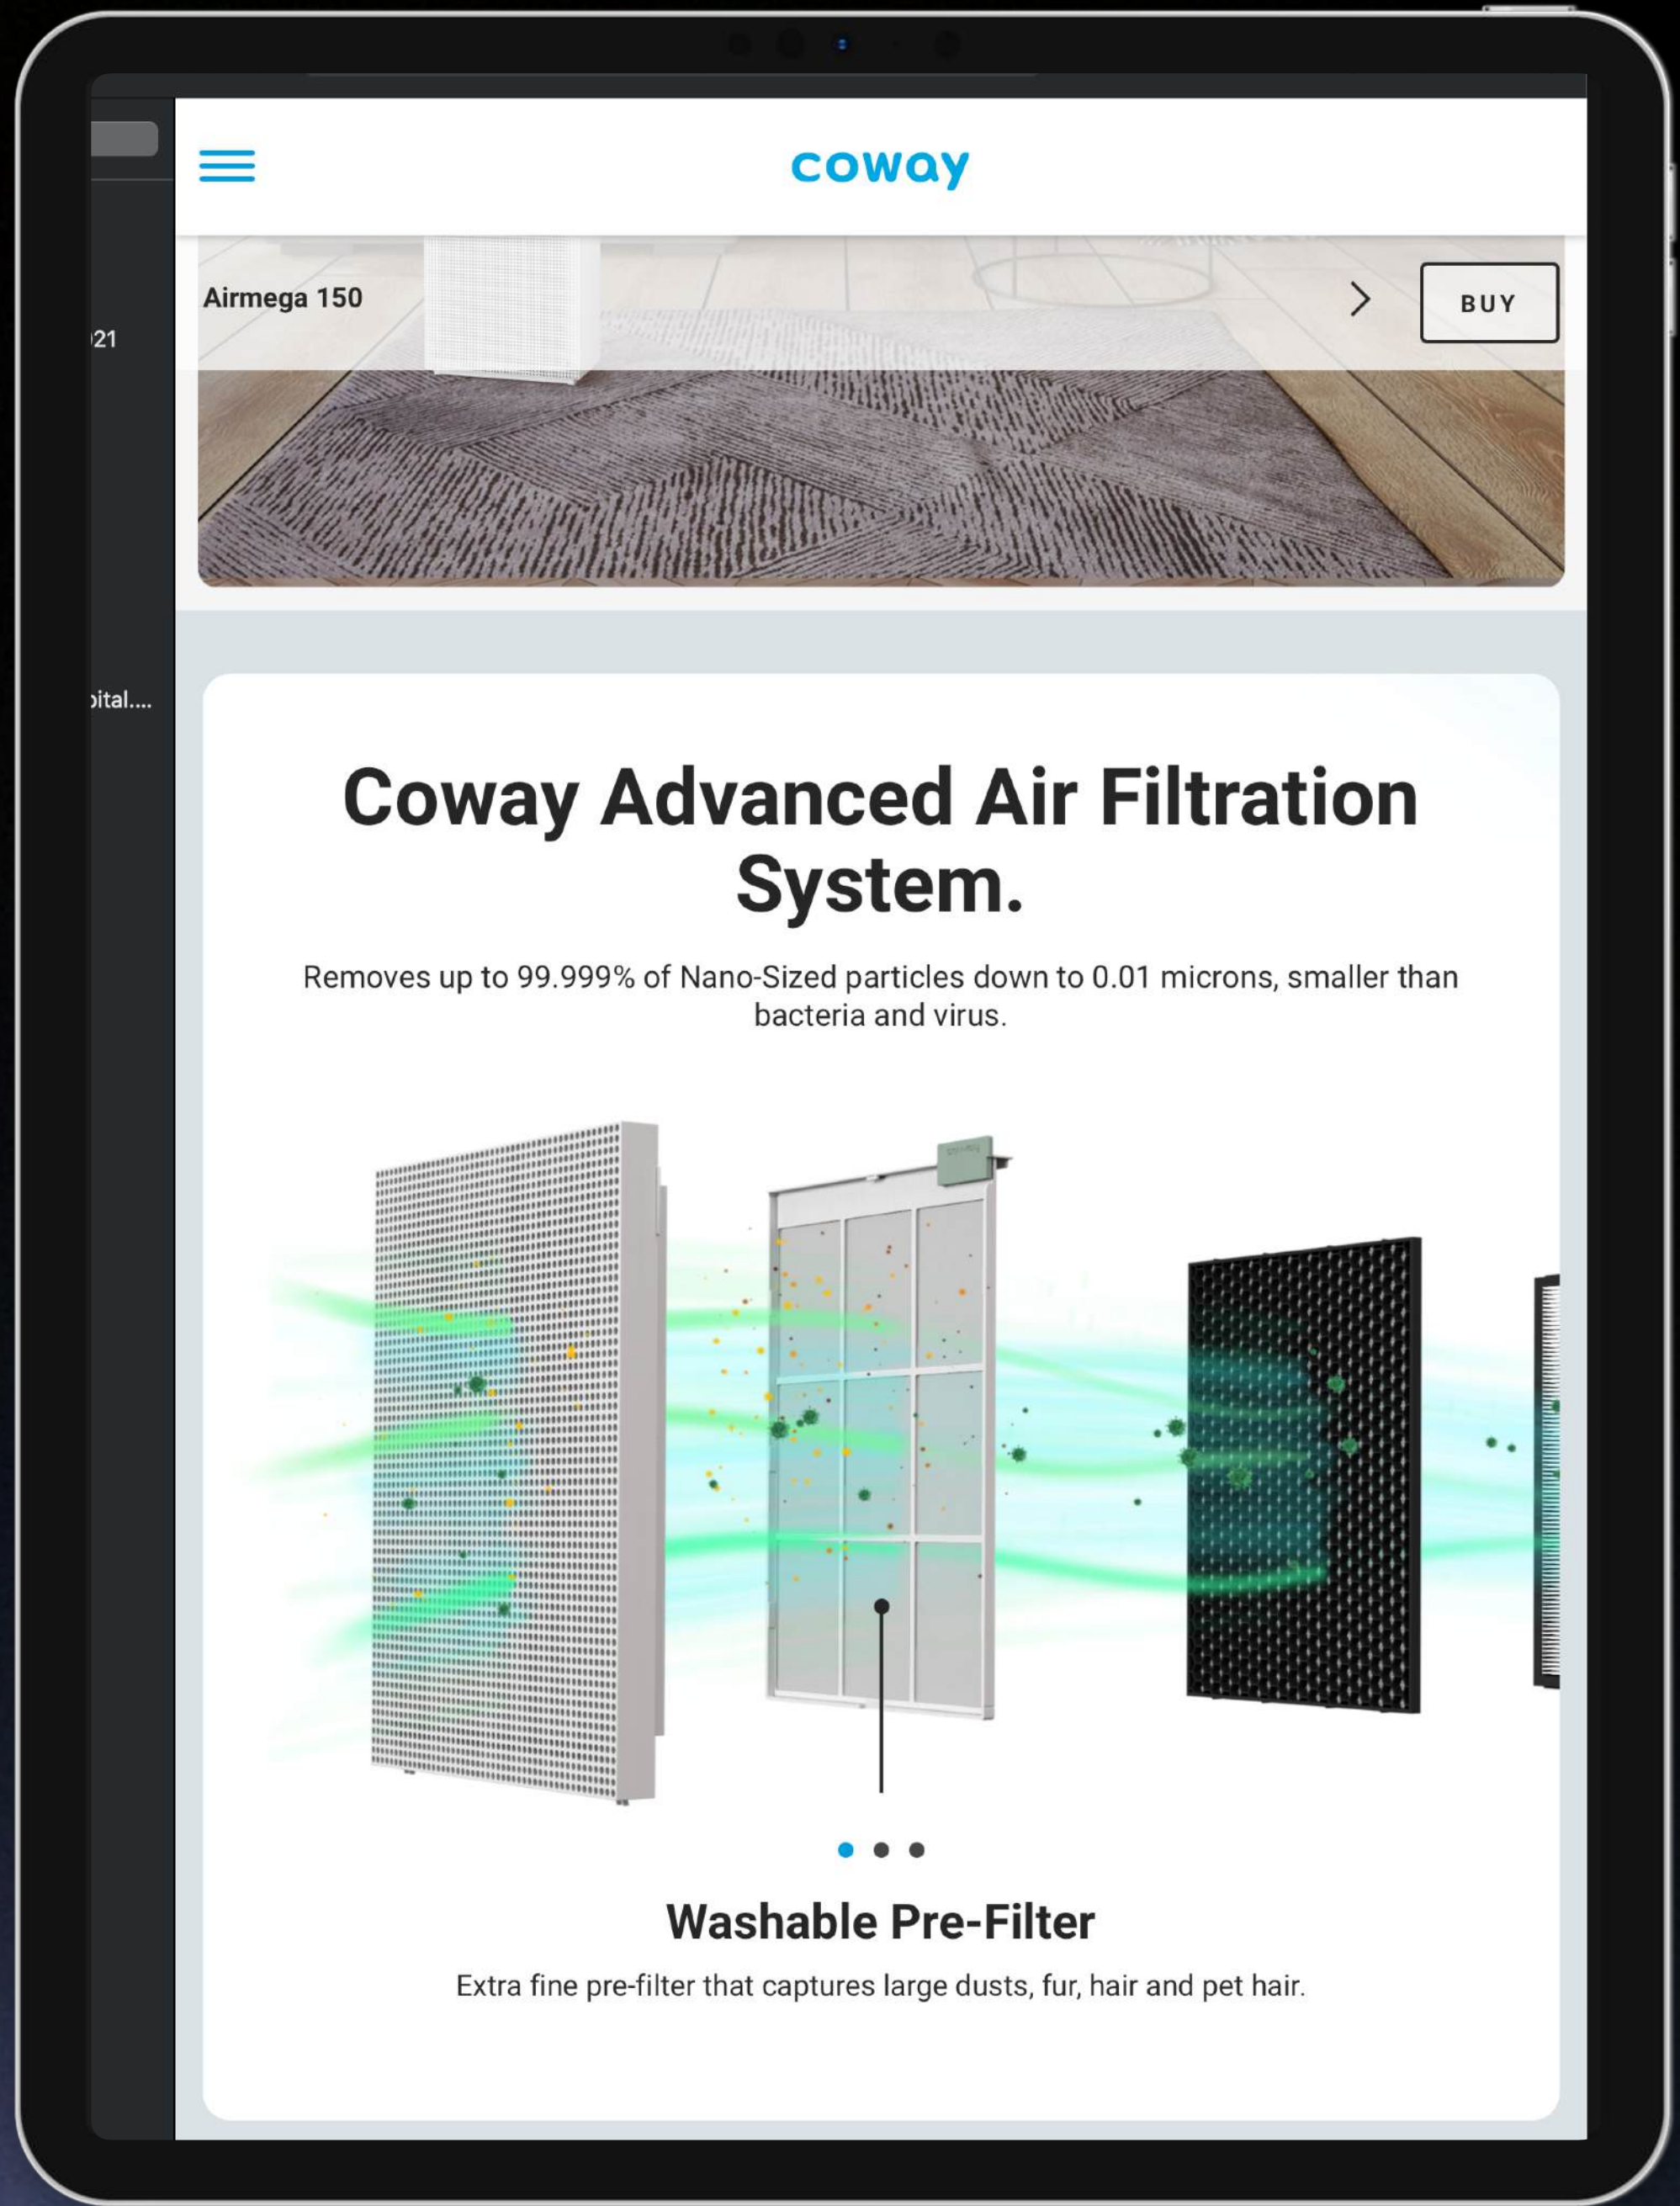 coway
Airmega 150
BUY
21
pital....
Coway Advanced Air Filtration
System.
Removes up to 99.999% of Nano-Sized particles down to 0.01 microns, smaller than
bacteria and virus.
Washable Pre-Filter
Extra fine pre-filter that captures large dusts, fur, hair and pet hair.